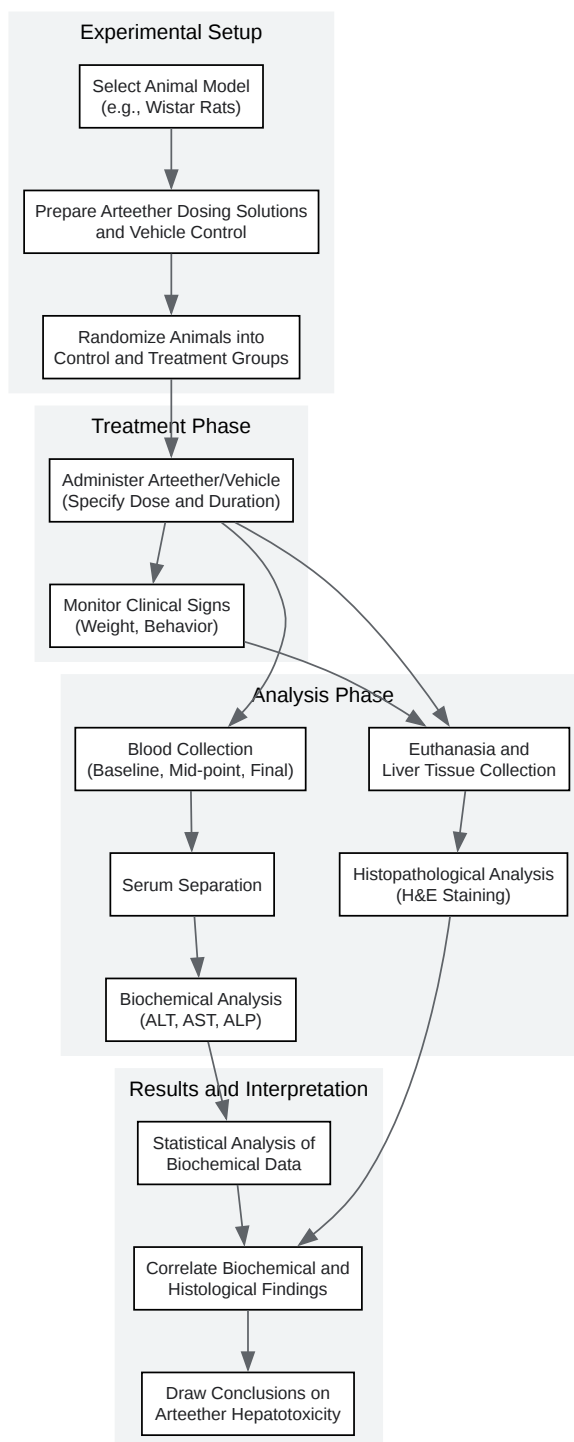 Experimental Setup
Select Animal Model
(e.g., Wistar Rats)
Prepare Arteether Dosing Solutions
and Vehicle Control
Randomize Animals into
Control and Treatment Groups
Treatment Phase
Administer Arteether/Vehicle
(Specify Dose and Duration)
Monitor Clinical Signs
(Weight, Behavior)
Analysis Phase
Blood Collection
(Baseline, Mid-point, Final)
Euthanasia and
Liver Tissue Collection
Serum Separation
Histopathological Analysis
(H&E Staining)
Biochemical Analysis
(ALT, AST, ALP)
Results and Interpretation
Statistical Analysis of
Biochemical Data
Correlate Biochemical and
Histological Findings
Draw Conclusions on
Arteether Hepatotoxicity